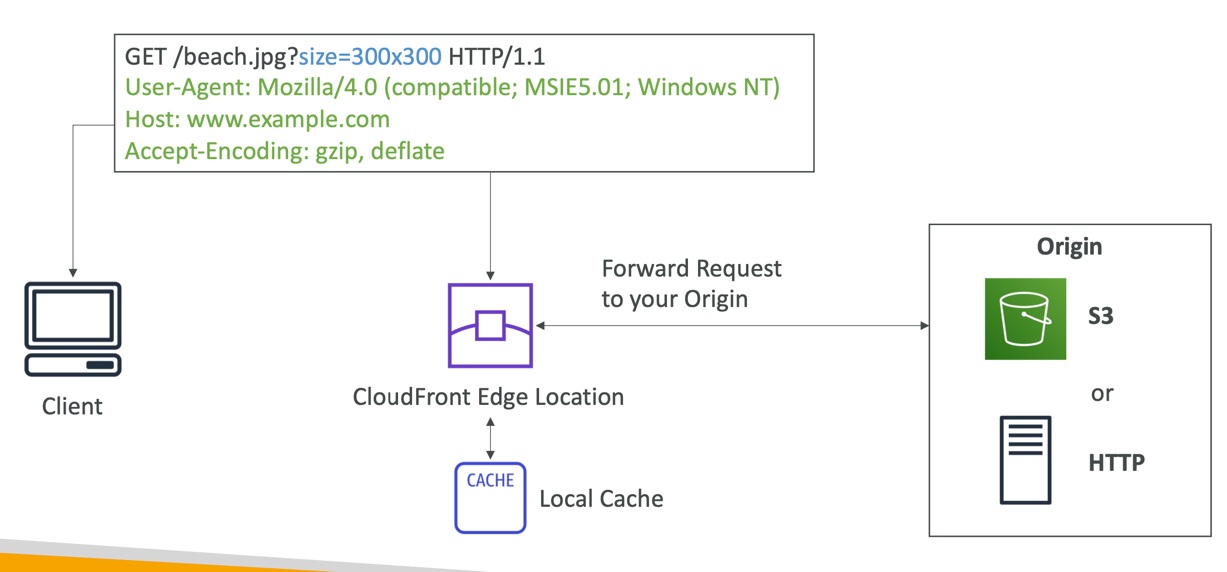 GET /beach.jpg?size=300x300 HTTP/1.1
User-Agent: Mozilla/4.0 (compatible; MSIE5.01; Windows NT)
Host: www.example.com
Accept-Encoding: gzip, deflate
Origin
Forward Request
to your Origin
S3
or
HTTP
Client
CloudFront Edge Location
CACHE
Local Cache